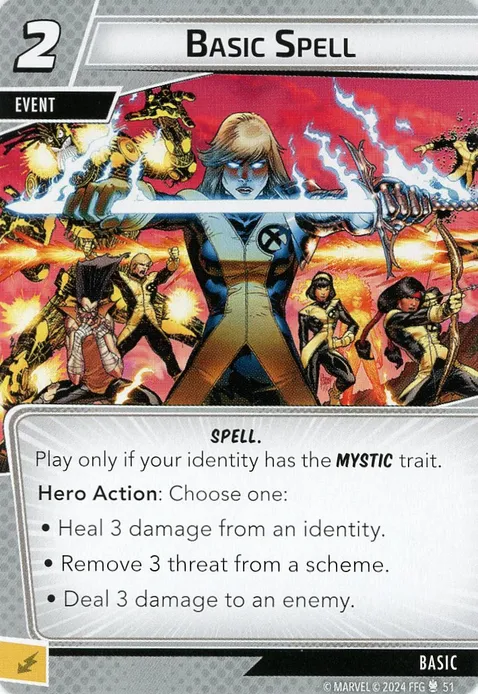 2
BASIC SPELL
EVENT
SPELL.
Play only if your identity has the MYSTIC trait.
Hero Action: Choose one:
• Heal 3 damage from an identity.
• Remove 3 threat from a scheme.
• Deal 3 damage to an enemy.
BASIC
© MARVEL © 2024 FFG 51